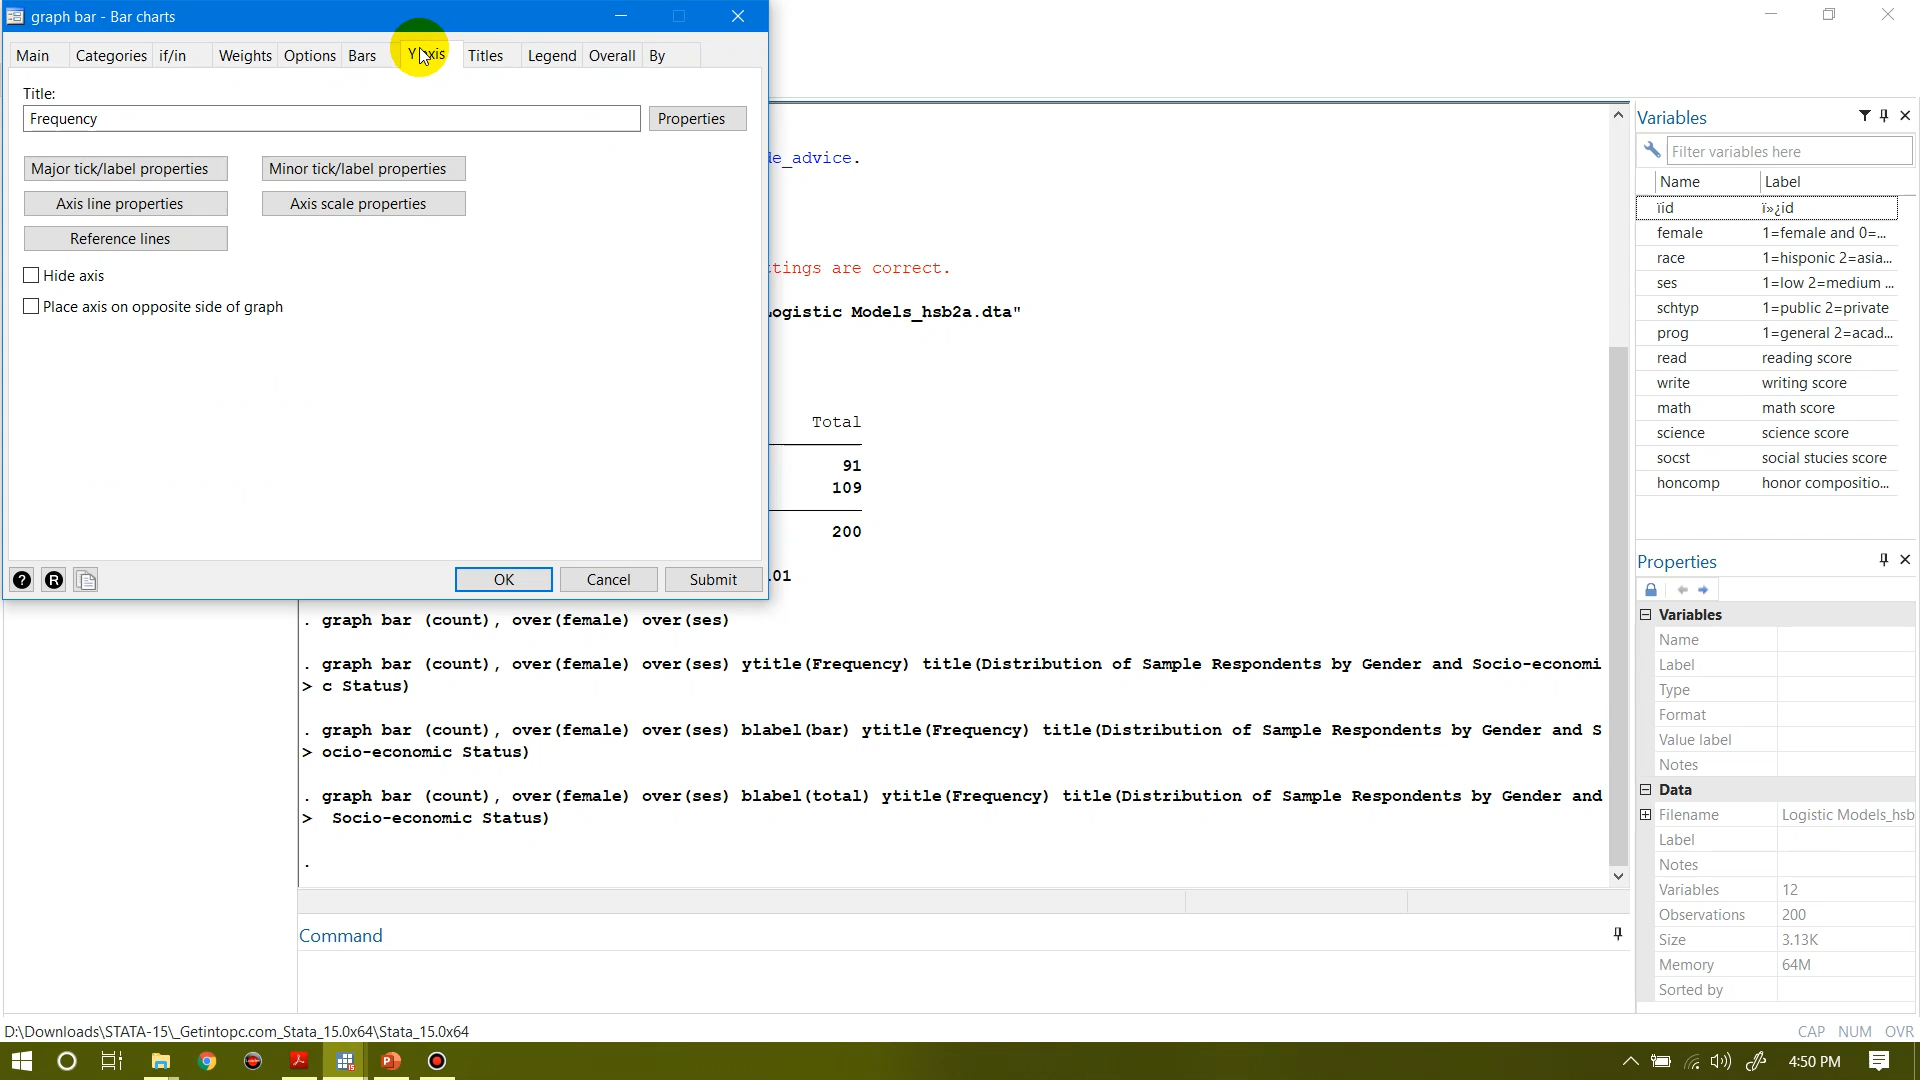 graph bar - Bar charts
Main Categories if/in Weights Options Bars Y axis Titles Legend Overall By
Title:
Frequency
Properties
Major tick/label properties Minor tick/label properties
Axis line properties Axis scale properties
Reference lines
Hide axis
Place axis on opposite side of graph
? R
OK Cancel Submit
de_advice.
ttings are correct.
Logistic Models_hsb2a.dta"
Total
91
109
200
.01
. graph bar (count), over(female) over(ses)
. graph bar (count), over(female) over(ses) ytitle(Frequency) title(Distribution of Sample Respondents by Gender and Socio-economi
> c Status)
. graph bar (count), over(female) over(ses) blabel(bar) ytitle(Frequency) title(Distribution of Sample Respondents by Gender and S
> ocio-economic Status)
. graph bar (count), over(female) over(ses) blabel(total) ytitle(Frequency) title(Distribution of Sample Respondents by Gender and
>  Socio-economic Status)
.
Command
Variables
Filter variables here
Name Label
ïid ï»¿id
female 1=female and 0=...
race 1=hisponic 2=asia...
ses 1=low 2=medium ...
schtyp 1=public 2=private
prog 1=general 2=acad...
read reading score
write writing score
math math score
science science score
socst social stucies score
honcomp honor compositio...
Properties
Variables
Name
Label
Type
Format
Value label
Notes
Data
Filename Logistic Models_hsb
Label
Notes
Variables 12
Observations 200
Size 3.13K
Memory 64M
Sorted by
D:\Downloads\STATA-15\_Getintopc.com_Stata_15.0x64\Stata_15.0x64
CAP NUM OVR
4:50 PM